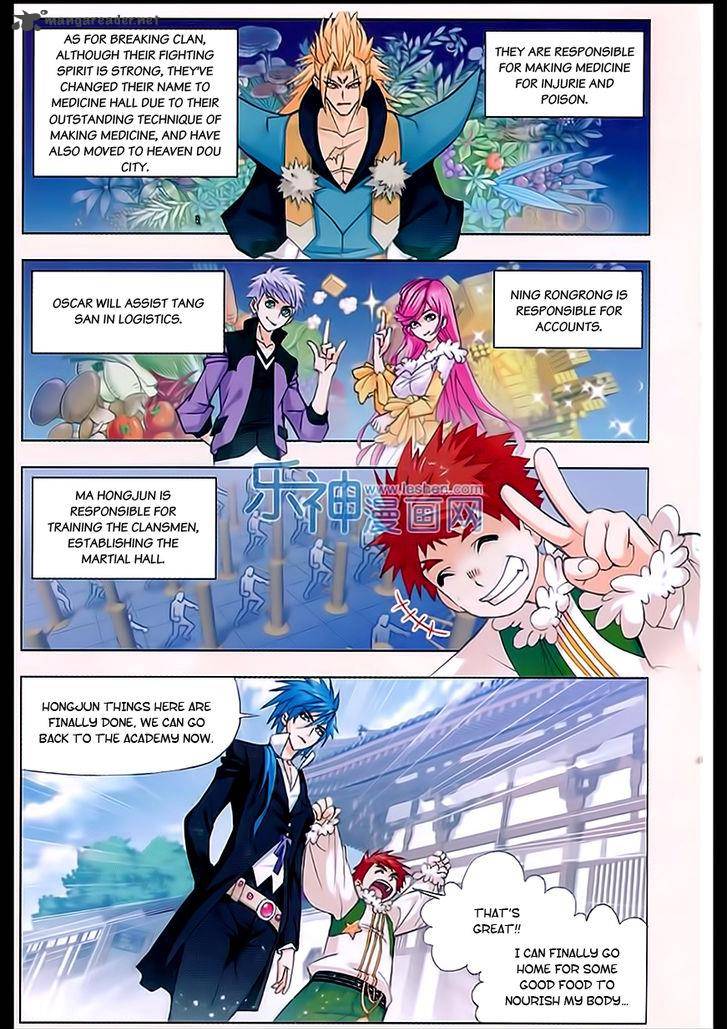 mangareader.net
AS FOR BREAKING CLAN,
ALTHOUGH THEIR FIGHTING
SPIRIT IS STRONG, THEY'VE
CHANGED THEIR NAME TO
MEDICINE HALL DUE TO THEIR
OUTSTANDING TECHNIQUE OF
MAKING MEDICINE, AND HAVE
ALSO MOVED TO HEAVEN DOU
CITY.
THEY ARE RESPONSIBLE
FOR MAKING MEDICINE
FOR INJURIE AND
POISON.
OSCAR WILL ASSIST TANG
SAN IN LOGISTICS.
NING RONGRONG IS
RESPONSIBLE FOR
ACCOUNTS.
MA HONGJUN IS
RESPONSIBLE FOR
TRAINING THE CLANSMEN,
ESTABLISHING THE
MARTIAL HALL.
乐神漫画网
www.leshen.com
HONGJUN THINGS HERE ARE
FINALLY DONE, WE CAN GO
BACK TO THE ACADEMY NOW.
THAT'S
GREAT!!
I CAN FINALLY GO
HOME FOR SOME
GOOD FOOD TO
NOURISH MY BODY...